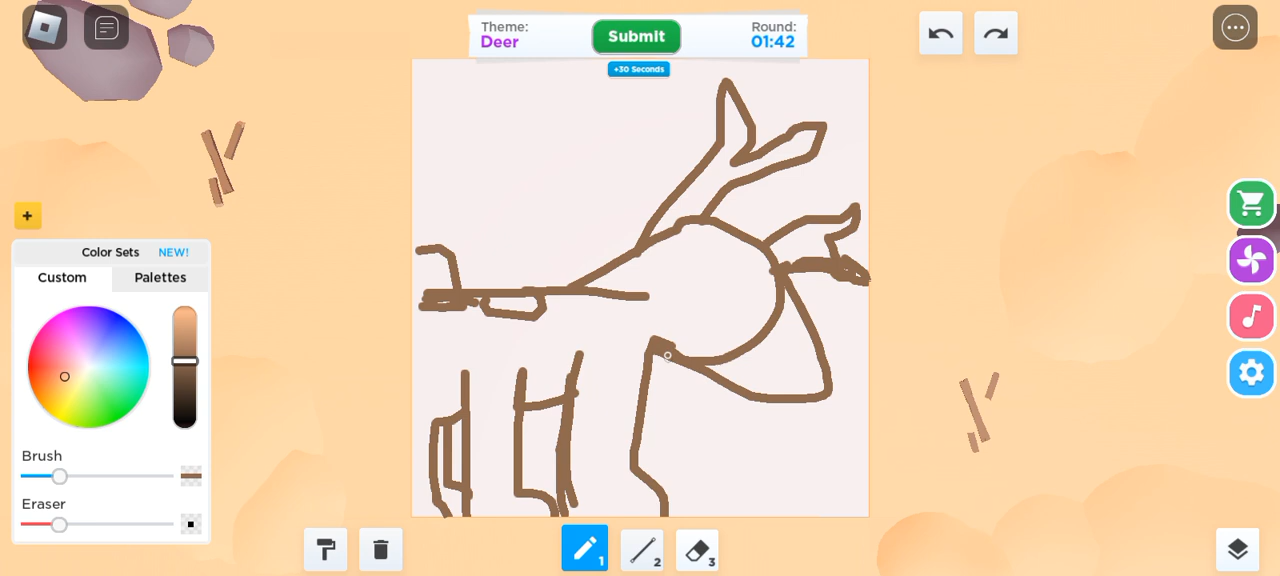 Theme:
Deer
Submit
Round:
01:42
+30 Seconds
+
Color Sets NEW!
Custom Palettes
Brush
Eraser
1
2
3